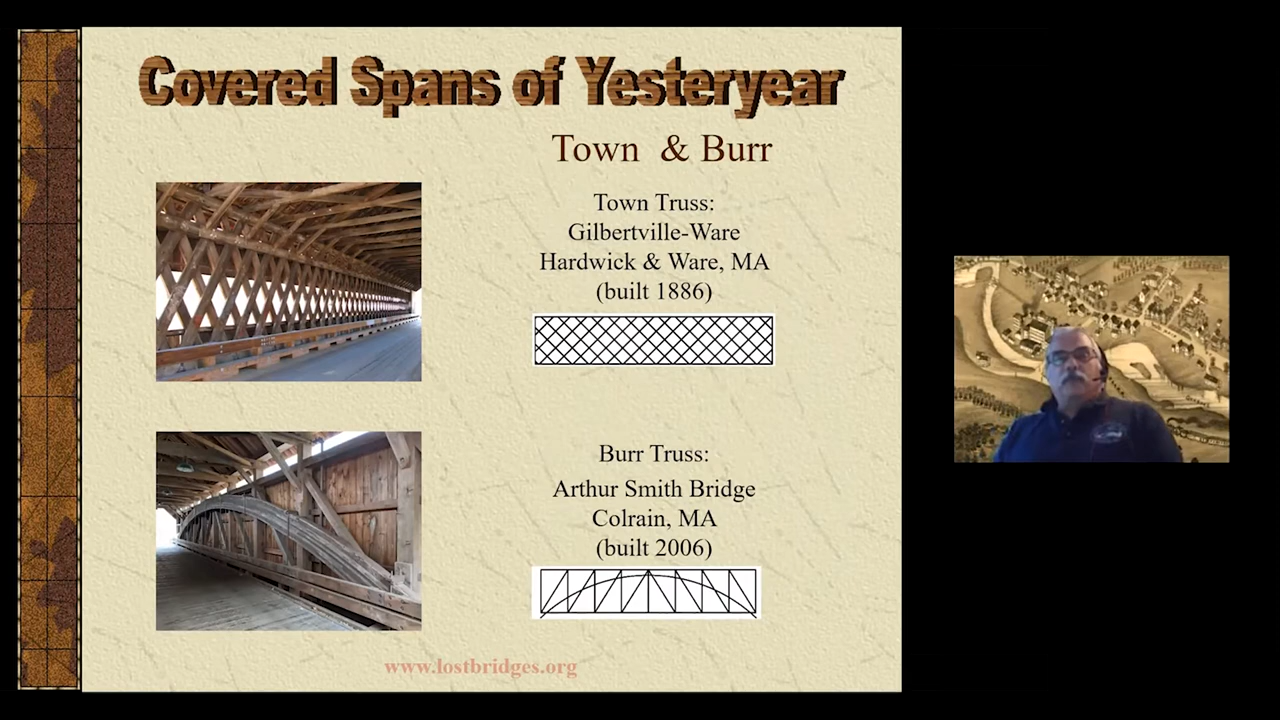 Covered Spans of Yesteryear
Town & Burr
Town Truss:
Gilbertville-Ware
Hardwick & Ware, MA
(built 1886)
Burr Truss:
Arthur Smith Bridge
Colrain, MA
(built 2006)
www.lostbridges.org